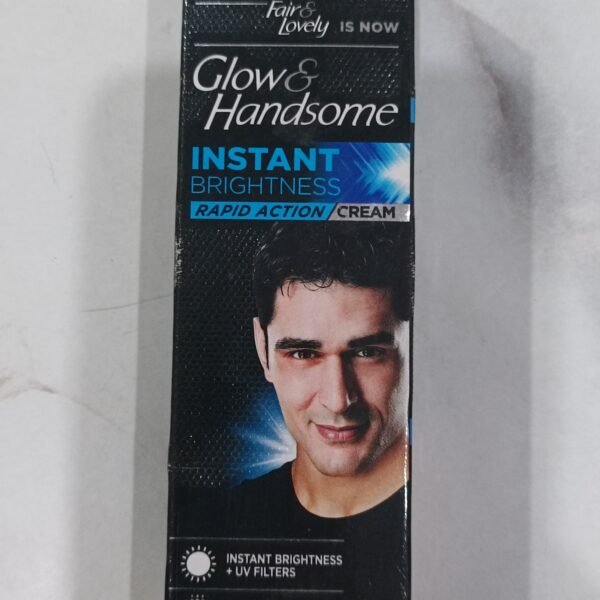 Fair &
Lovely IS NOW
Glow &
Handsome
INSTANT
BRIGHTNESS
RAPID ACTION / CREAM
INSTANT BRIGHTNESS
+ UV FILTERS